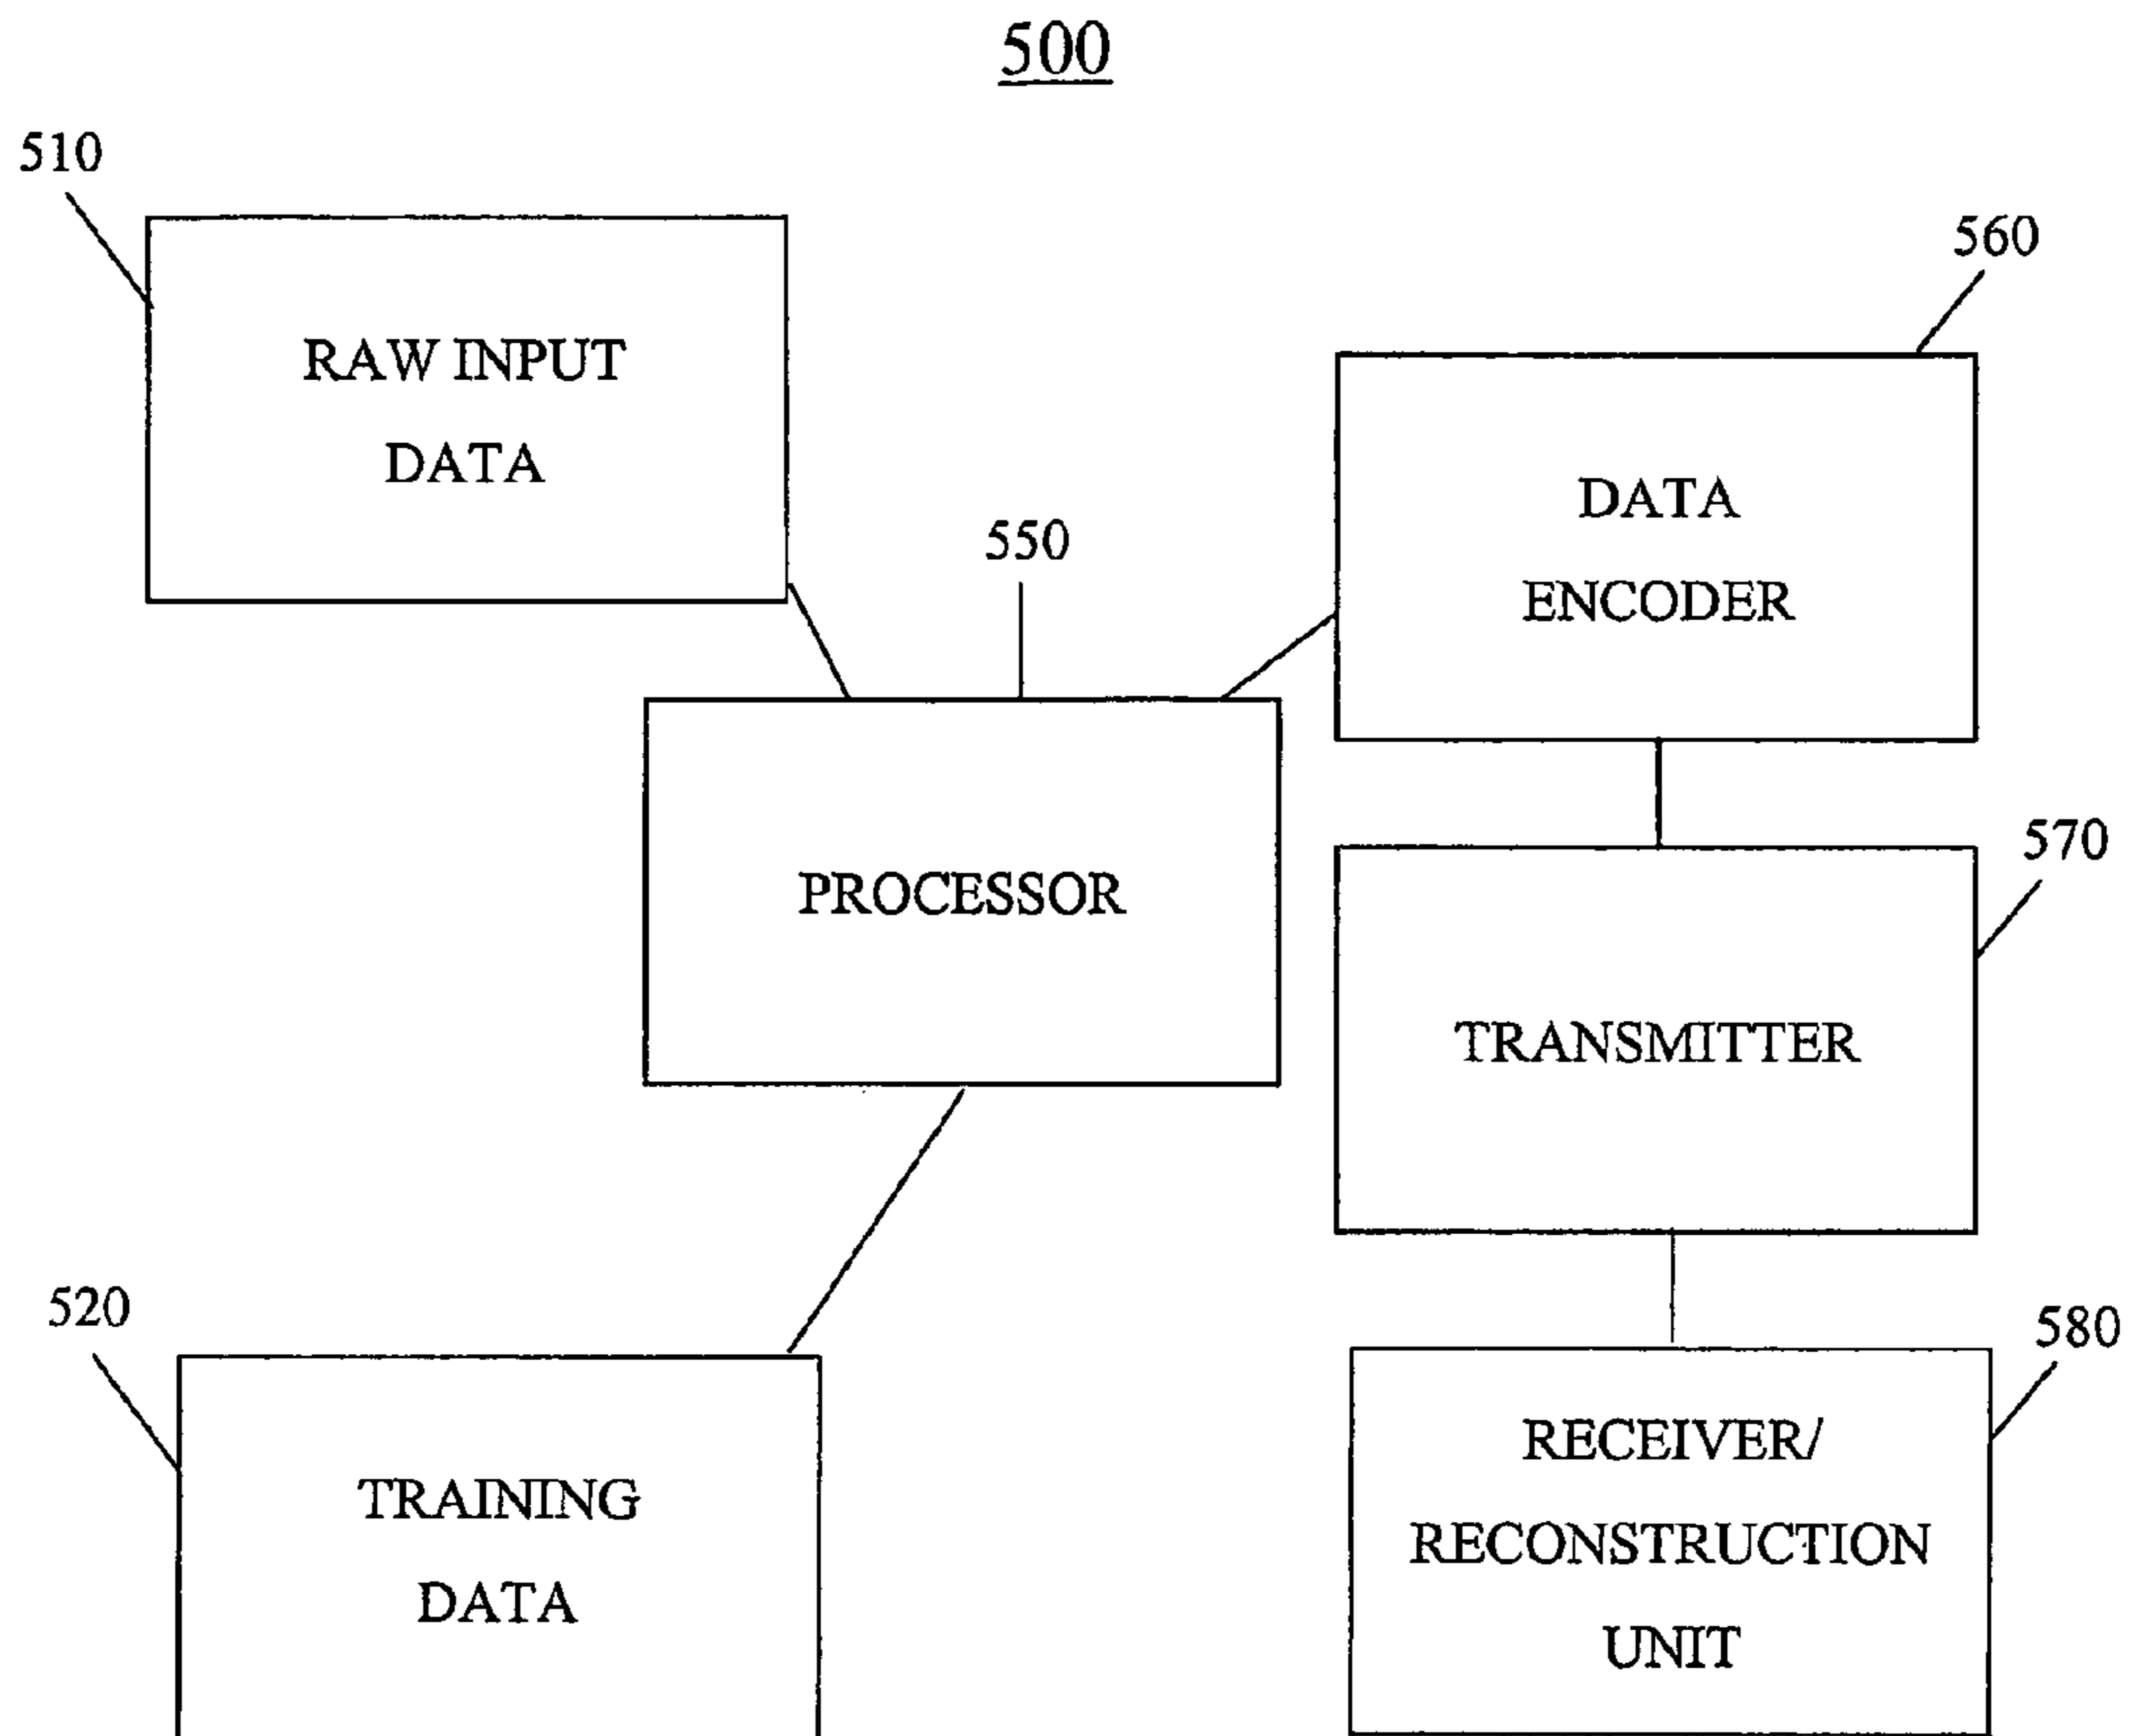 500
510
RAW INPUT
DATA
560
DATA
ENCODER
550
PROCESSOR
570
TRANSMITTER
520
TRAINING
DATA
580
RECEIVER/
RECONSTRUCTION
UNIT